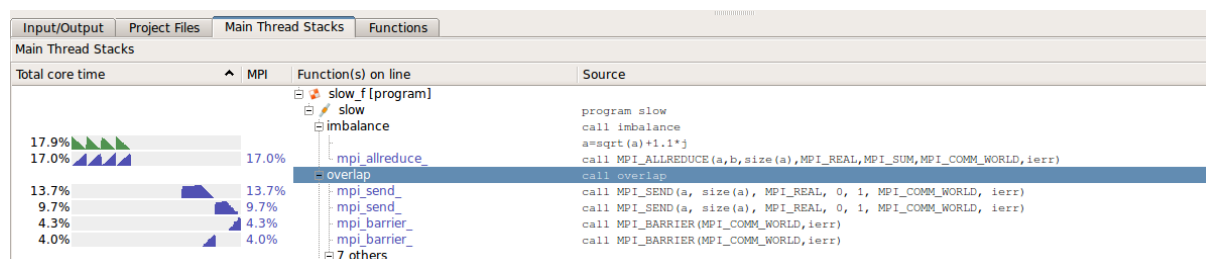 Input/Output Project Files Main Thread Stacks Functions
Main Thread Stacks
Total core time MPI Function(s) on line Source
slow_f [program]
slow program slow
imbalance call imbalance
17.9% a=sqrt(a)+1.1*j
17.0% 17.0% mpi_allreduce_ call MPI_ALLREDUCE(a,b,size(a),MPI_REAL,MPI_SUM,MPI_COMM_WORLD,ierr)
overlap call overlap
13.7% 13.7% mpi_send_ call MPI_SEND(a, size(a), MPI_REAL, 0, 1, MPI_COMM_WORLD, ierr)
9.7% 9.7% mpi_send_ call MPI_SEND(a, size(a), MPI_REAL, 0, 1, MPI_COMM_WORLD, ierr)
4.3% 4.3% mpi_barrier_ call MPI_BARRIER(MPI_COMM_WORLD,ierr)
4.0% 4.0% mpi_barrier_ call MPI_BARRIER(MPI_COMM_WORLD,ierr)
7 others